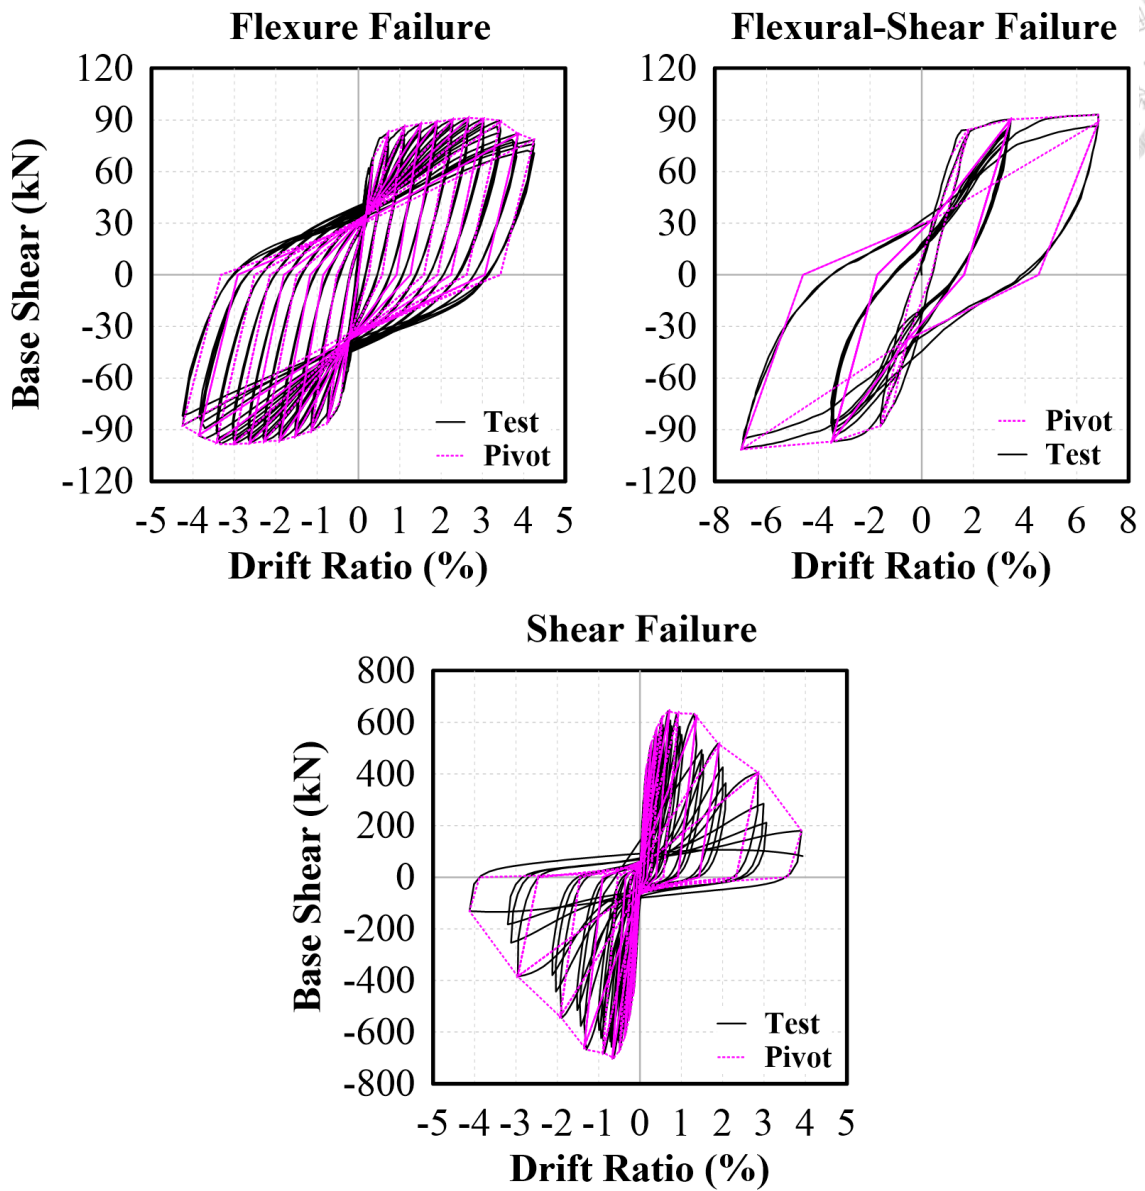 Flexure Failure
120
90
60
30
0
-30
-60
-90
-120
Base Shear (kN)
Test
Pivot
-5 -4 -3 -2 -1 0 1 2 3 4 5
Drift Ratio (%)
Flexural-Shear Failure
120
90
60
30
0
-30
-60
-90
-120
Pivot
Test
-8 -6 -4 -2 0 2 4 6 8
Drift Ratio (%)
Shear Failure
800
600
400
200
0
-200
-400
-600
-800
Base Shear (kN)
Test
Pivot
-5 -4 -3 -2 -1 0 1 2 3 4 5
Drift Ratio (%)